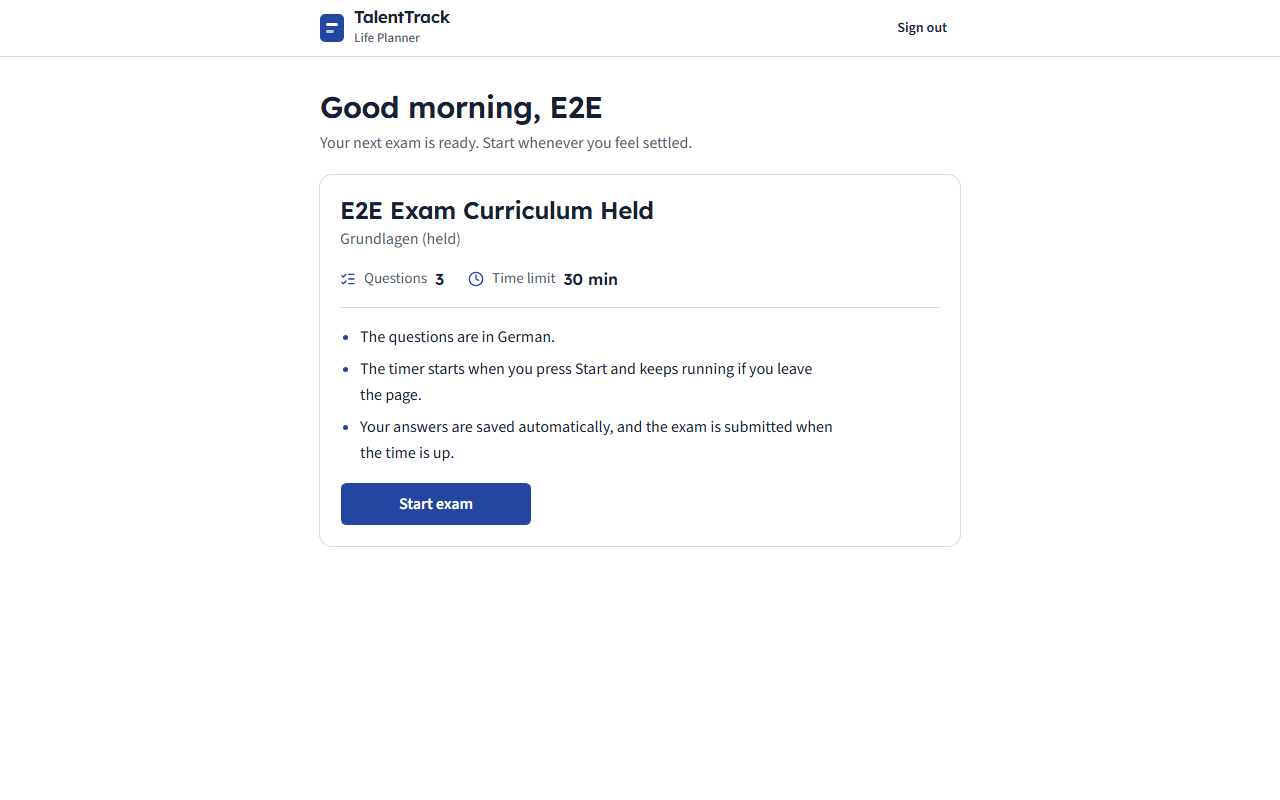 TalentTrack
Life Planner
Sign out
Good morning, E2E
Your next exam is ready. Start whenever you feel settled.
E2E Exam Curriculum Held
Grundlagen (held)
Questions 3 Time limit 30 min
The questions are in German.
The timer starts when you press Start and keeps running if you leave
the page.
Your answers are saved automatically, and the exam is submitted when
the time is up.
Start exam